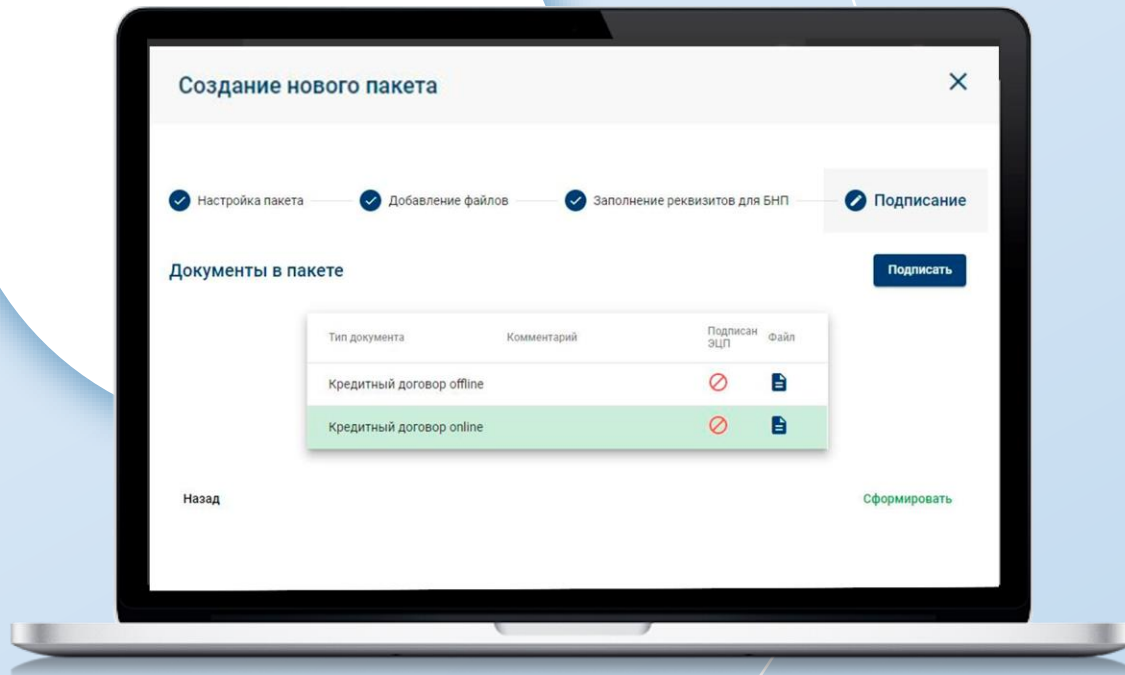 Создание нового пакета
Настройка пакета
Добавление файлов
Заполнение реквизитов для БНП
Подписание
Документы в пакете
Подписать
Тип документа
Комментарий
Подписан
ЭЦП
Файл
Кредитный договор offline
Кредитный договор online
Назад
Сформировать